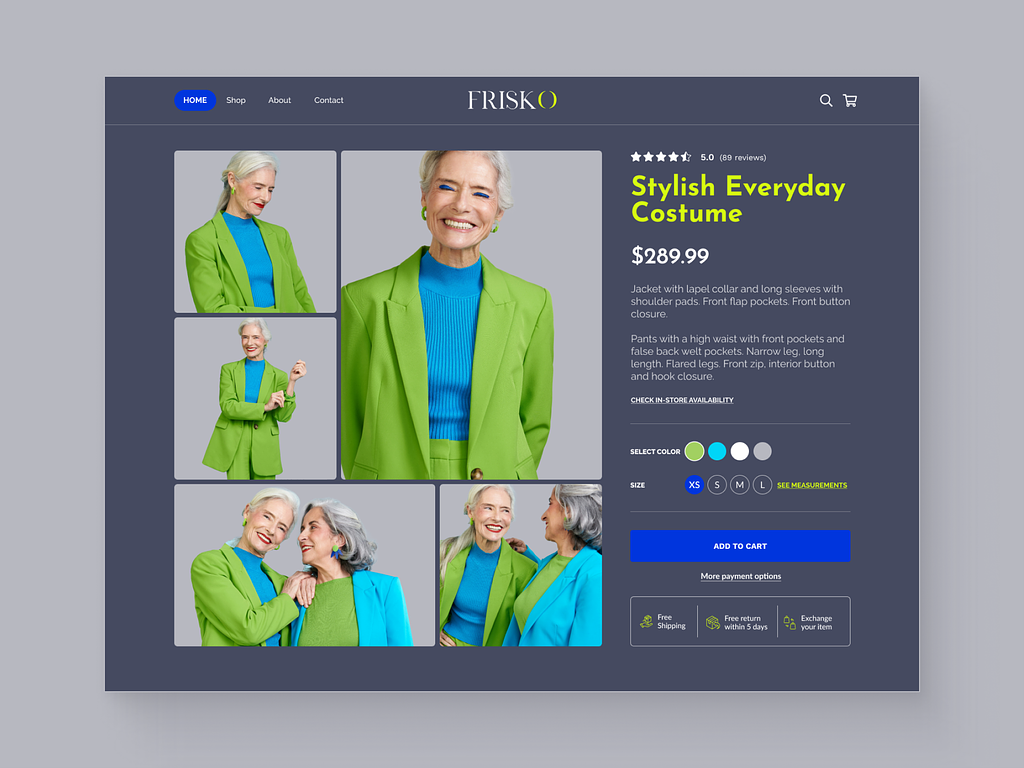 HOME Shop About Contact FRISKO
5.0 (89 reviews)
Stylish Everyday
Costume
$289.99
Jacket with lapel collar and long sleeves with
shoulder pads. Front flap pockets. Front button
closure.
Pants with a high waist with front pockets and
false back welt pockets. Narrow leg, long
length. Flared legs. Front zip, interior button
and hook closure.
CHECK IN-STORE AVAILABILITY
SELECT COLOR
SIZE XS S M L SEE MEASUREMENTS
ADD TO CART
More payment options
Free
Shipping
Free return
within 5 days
Exchange
your item